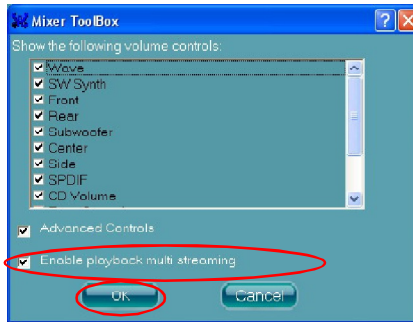 Mixer ToolBox
Show the following volume controls:
Wave
SW Synth
Front
Rear
Subwoofer
Center
Side
SPDIF
CD Volume
Advanced Controls
Enable playback multi streaming
OK
Cancel